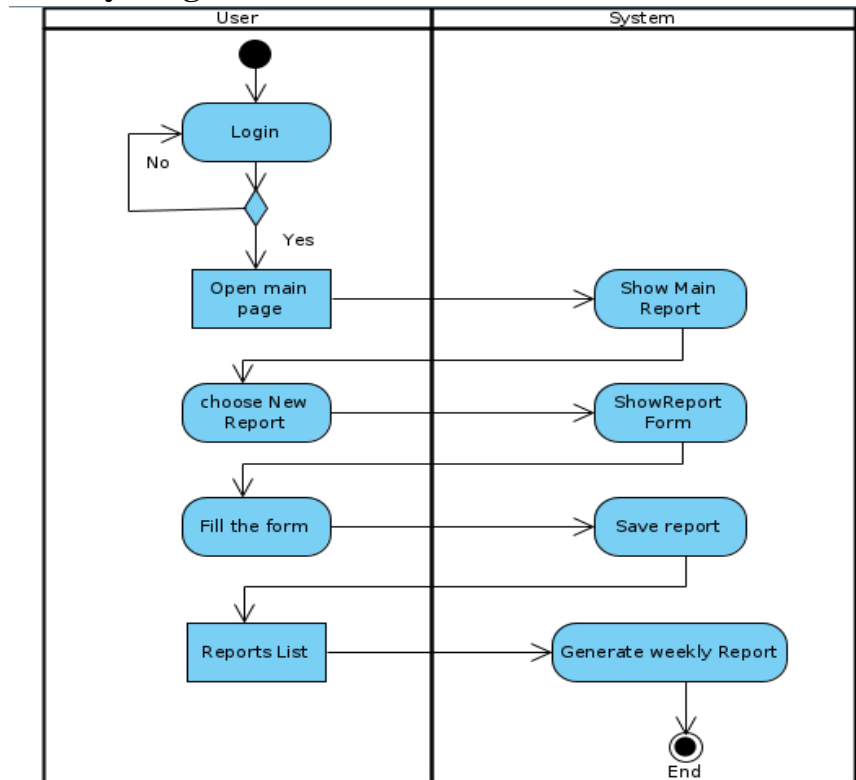 User
System
Login
No
Yes
Open main
page
Show Main
Report
choose New
Report
ShowReport
Form
Fill the form
Save report
Reports List
Generate weekly Report
End